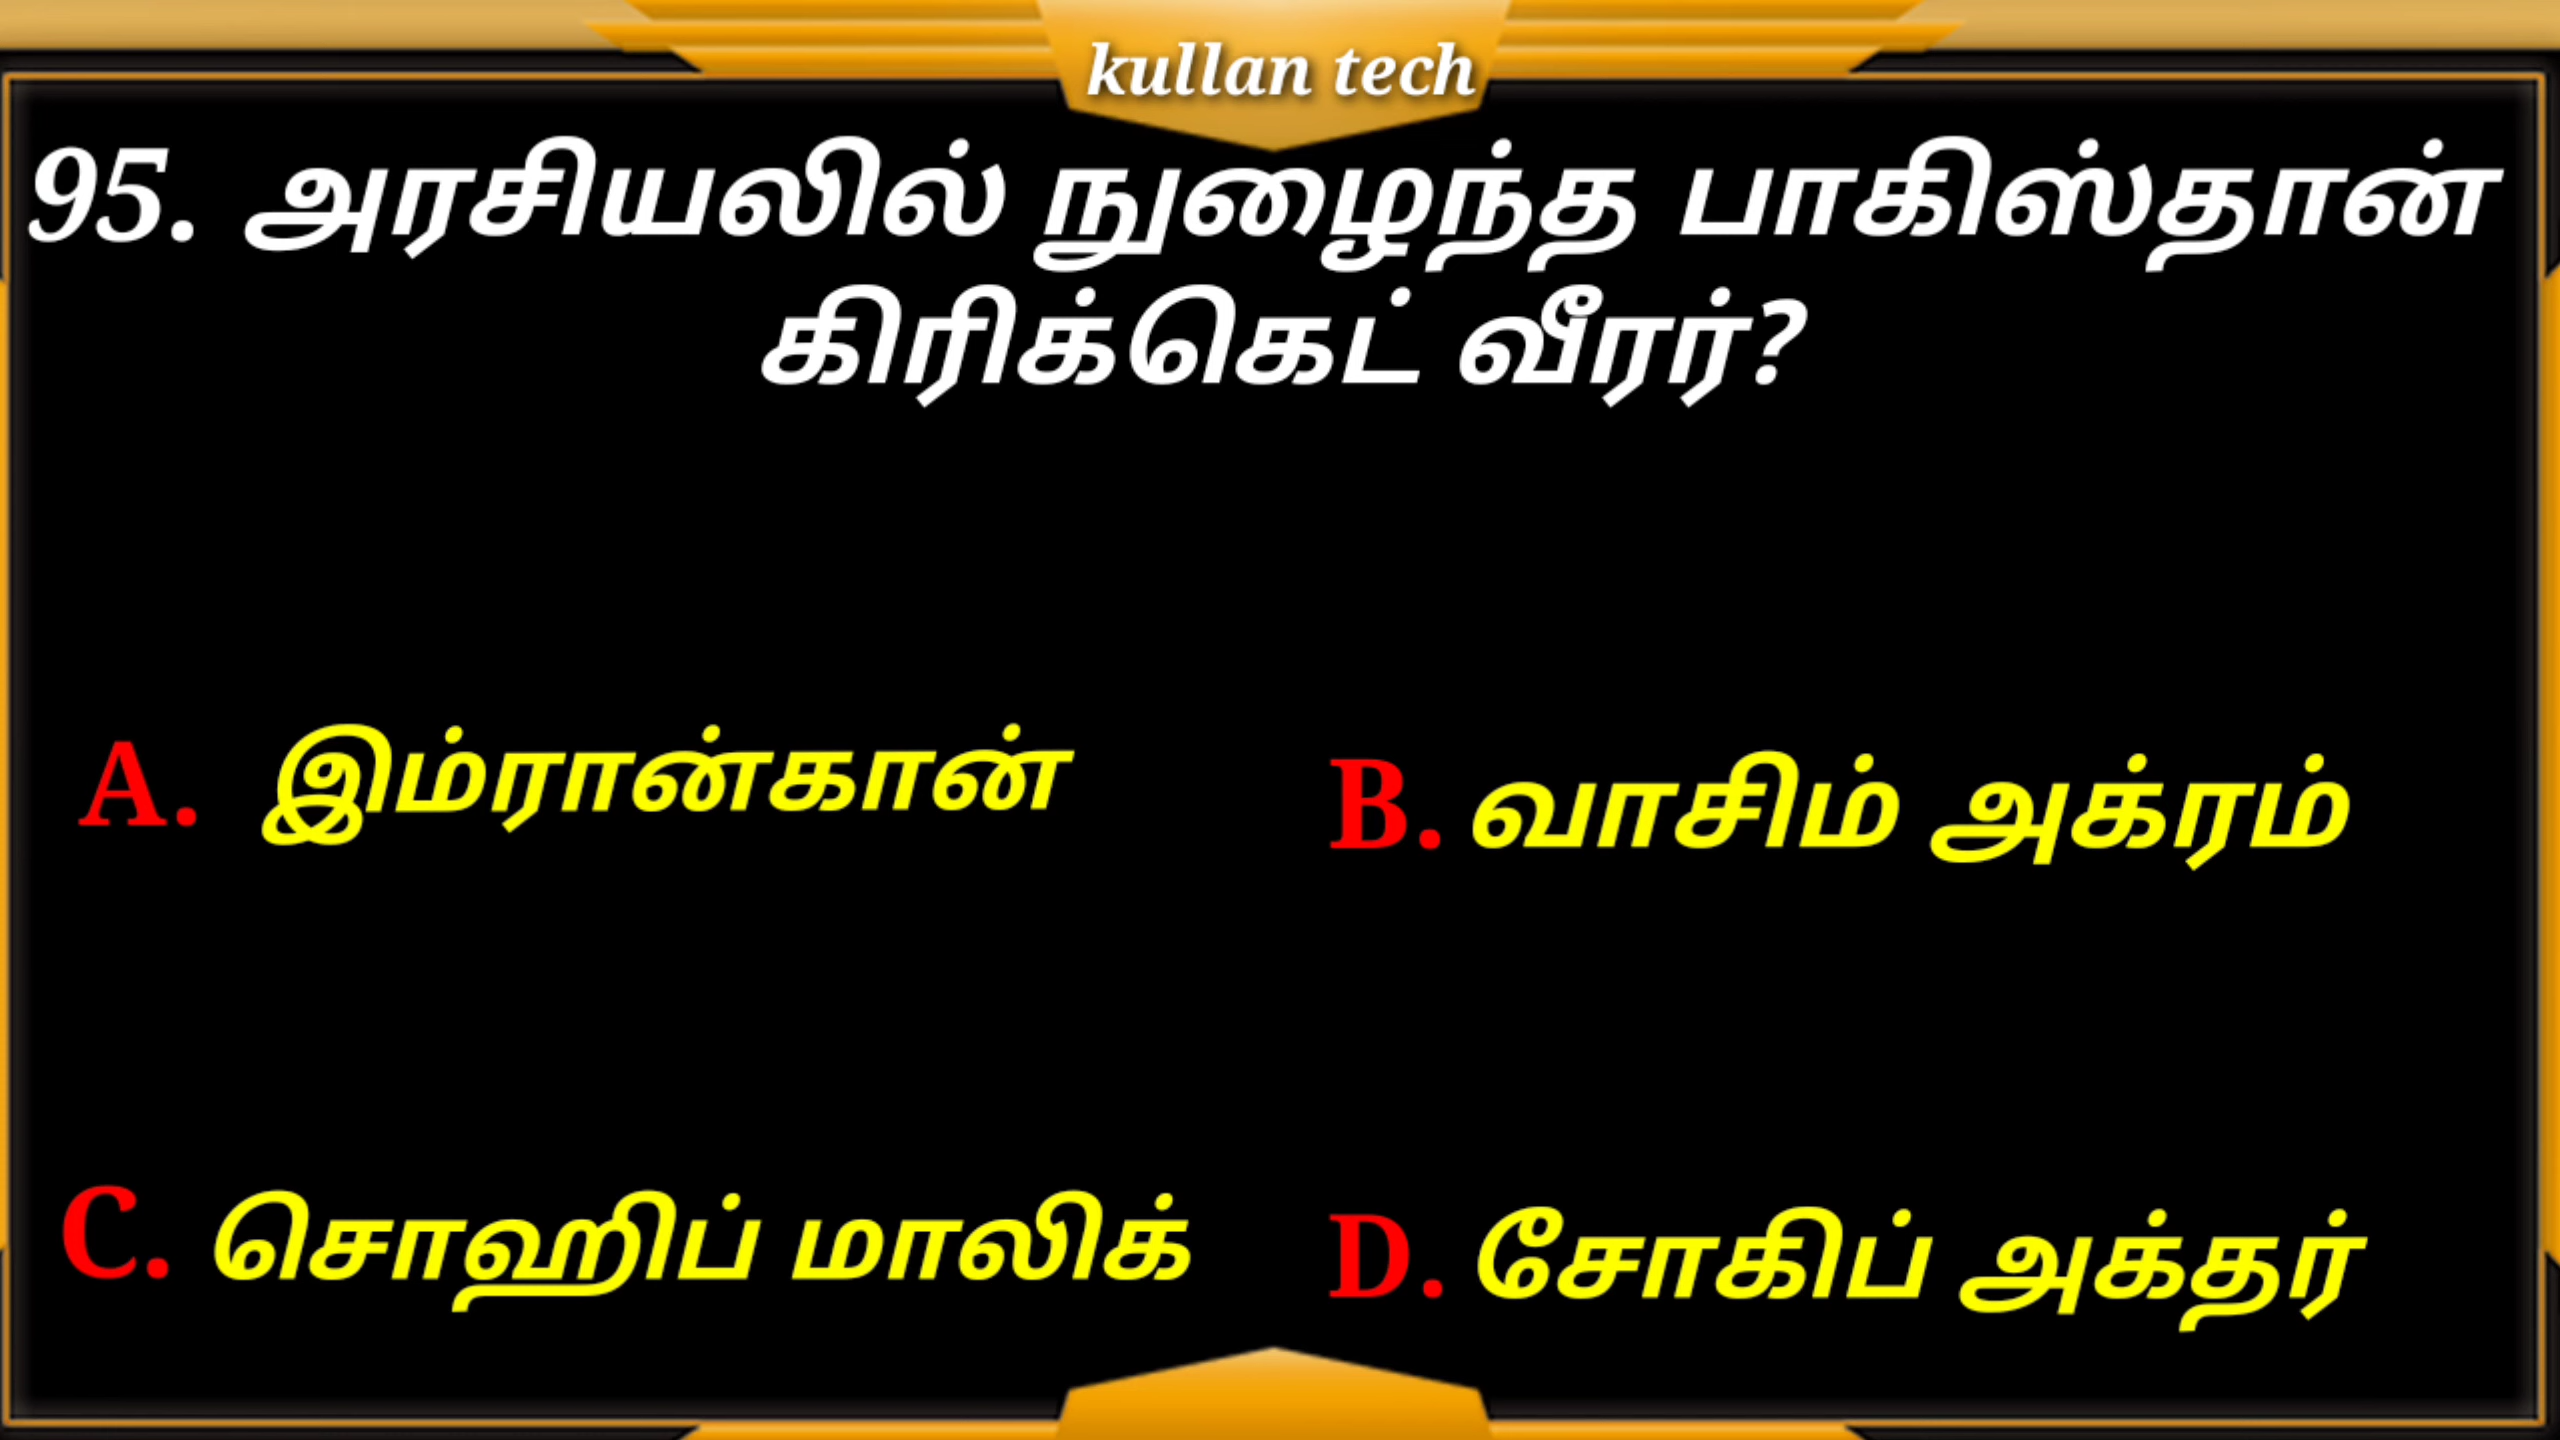 kullan tech
95. அரசியலில் நுழைந்த பாகிஸ்தான்
கிரிக்கெட் வீரர்?
A. இம்ரான்கான்
B. வாசிம் அக்ரம்
C. சொஹிப் மாலிக்
D. சோகிப் அக்தர்